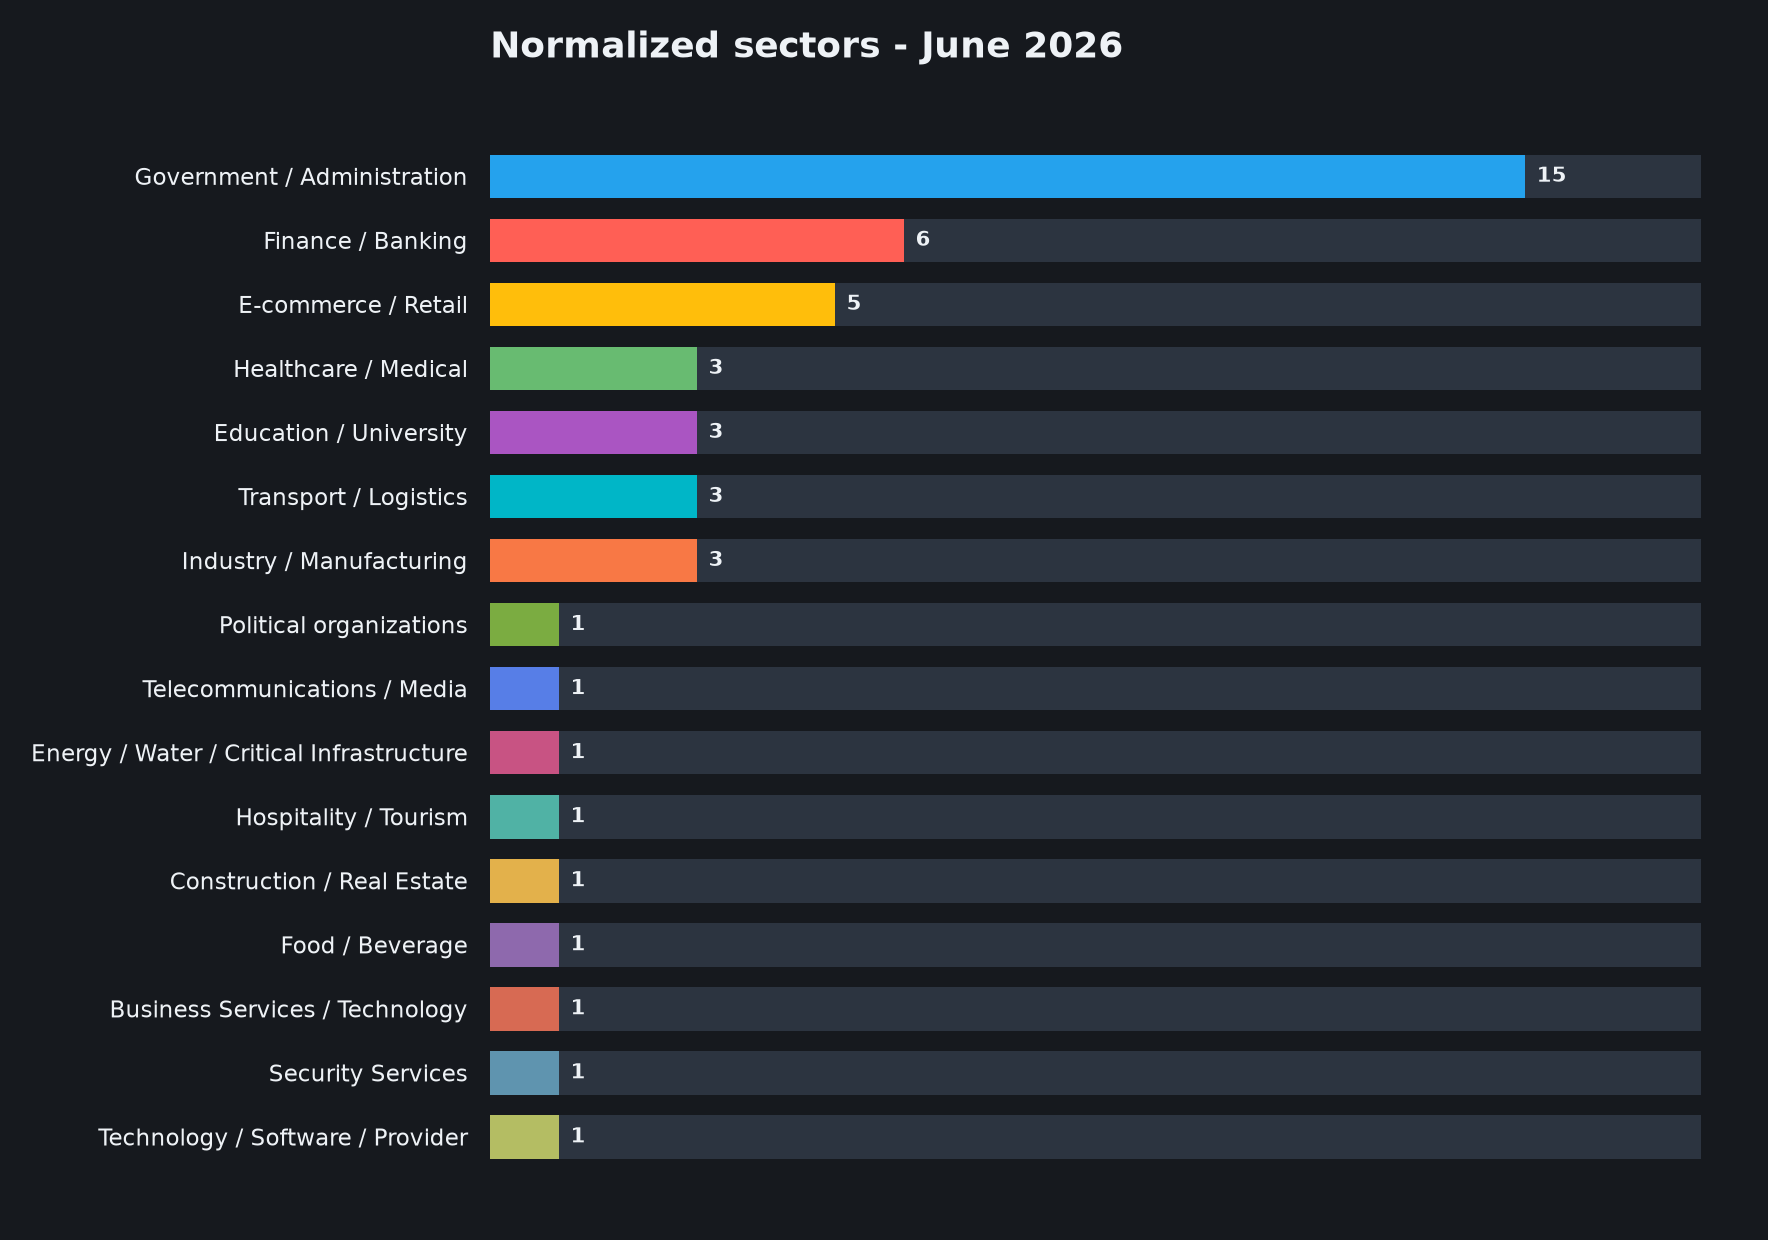 Normalized sectors - June 2026
Government / Administration 15
Finance / Banking 6
E-commerce / Retail 5
Healthcare / Medical 3
Education / University 3
Transport / Logistics 3
Industry / Manufacturing 3
Political organizations 1
Telecommunications / Media 1
Energy / Water / Critical Infrastructure 1
Hospitality / Tourism 1
Construction / Real Estate 1
Food / Beverage 1
Business Services / Technology 1
Security Services 1
Technology / Software / Provider 1